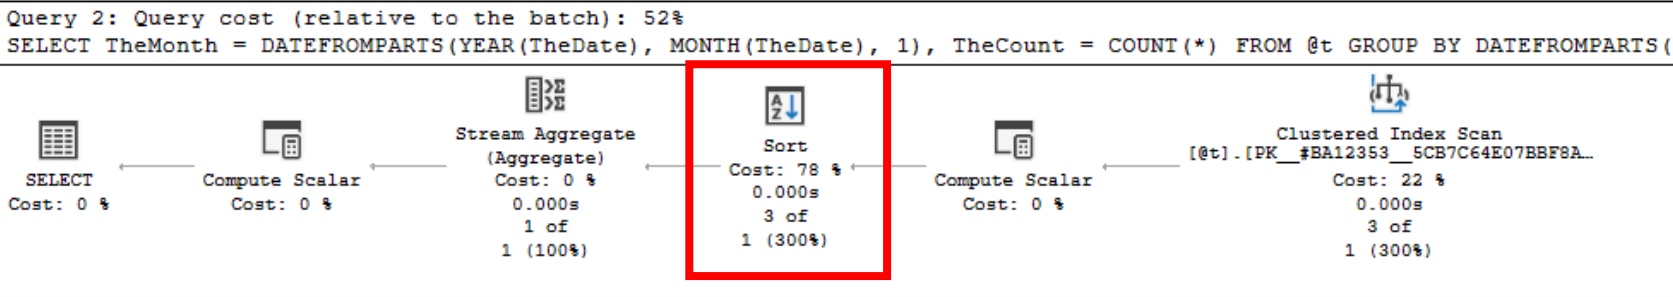 Query 2: Query cost (relative to the batch): 52%
SELECT TheMonth = DATEFROMPARTS(YEAR(TheDate), MONTH(TheDate), 1), TheCount = COUNT(*) FROM @t GROUP BY DATEFROMPARTS(
SELECT
Cost: 0 %
Compute Scalar
Cost: 0 %
Stream Aggregate
(Aggregate)
Cost: 0 %
0.000s
1 of
1 (100%)
Sort
Cost: 78 %
0.000s
3 of
1 (300%)
Compute Scalar
Cost: 0 %
Clustered Index Scan
[@t].[PK__#BA12353__5CB7C64E07BBF8A…
Cost: 22 %
0.000s
3 of
1 (300%)